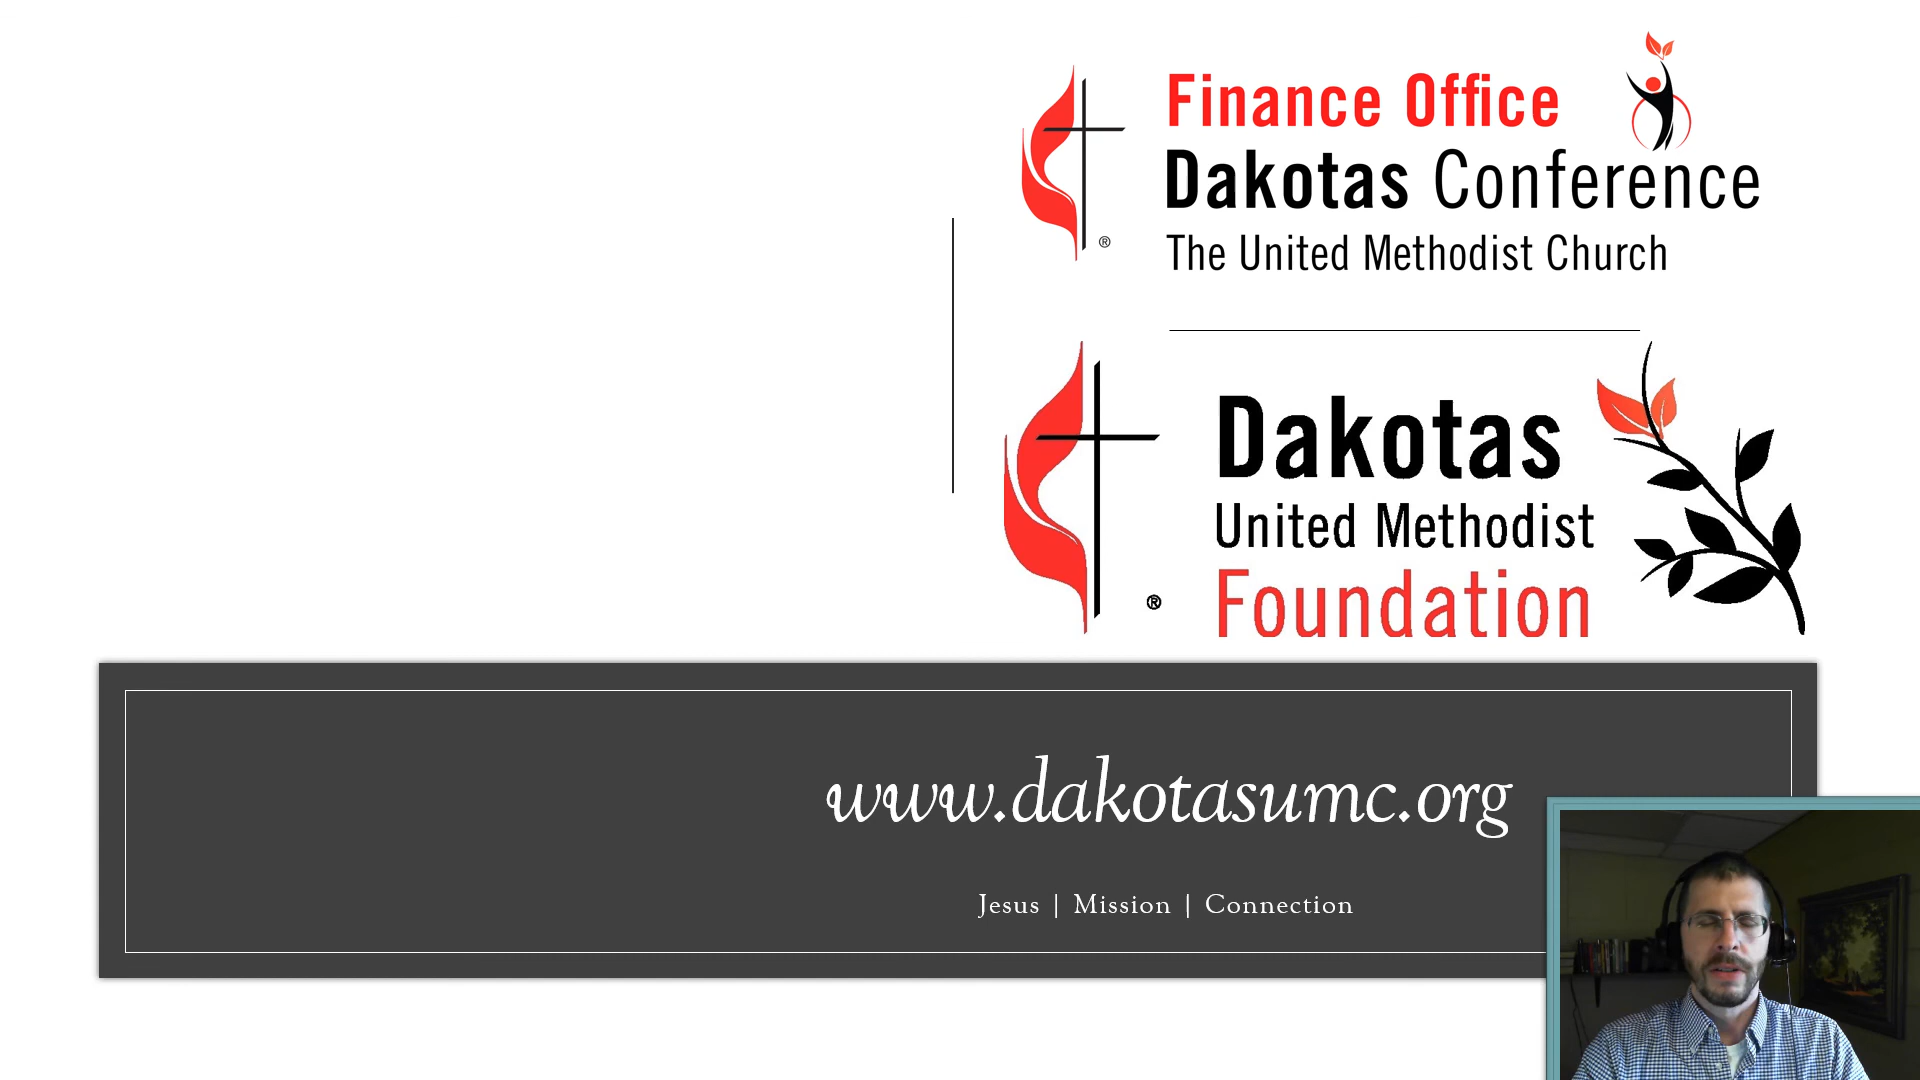 Finance Office
Dakotas Conference
The United Methodist Church
®
Dakotas
United Methodist
Foundation
®
www.dakotasumc.org
Jesus | Mission | Connection